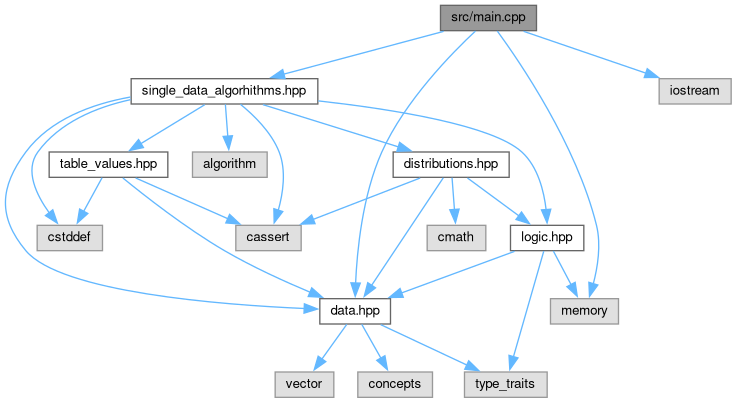 src/main.cpp
single_data_algorhithms.hpp
iostream
table_values.hpp
algorithm
distributions.hpp
cstddef
cassert
cmath
logic.hpp
data.hpp
memory
vector
concepts
type_traits